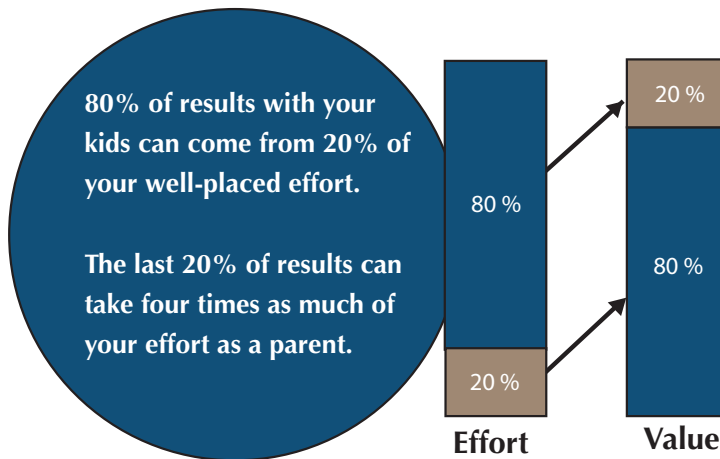 80% of results with your
kids can come from 20% of
your well-placed effort.
The last 20% of results can
take four times as much of
your effort as a parent.
80 %
20 %
Effort
20 %
80 %
Value